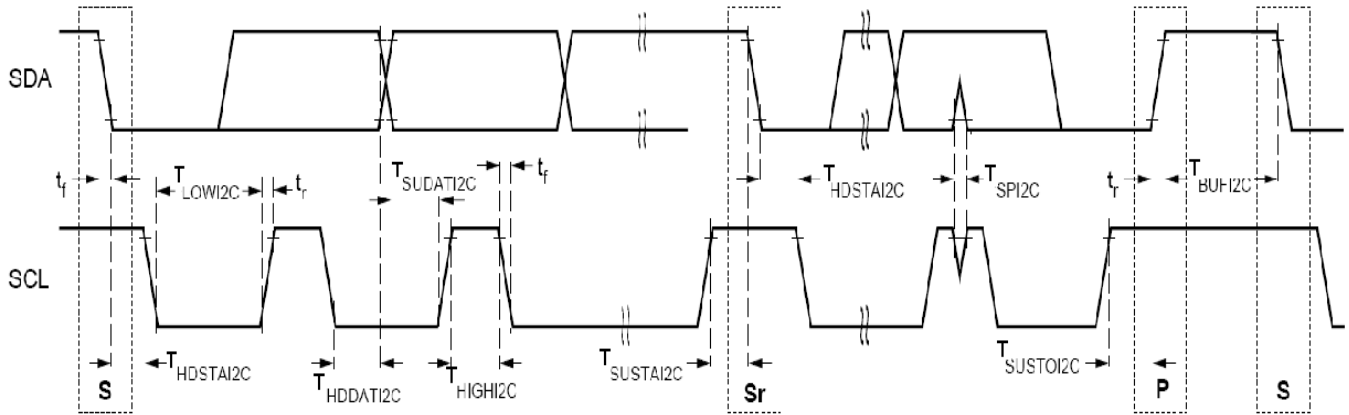 SDA
t_f
T_LOWI2C
t_r
T_SUDATI2C
t_f
T_HDSTAI2C
T_SPI2C
t_r
T_BUFI2C
SCL
S
T_HDSTAI2C
T_HDDATI2C
T_HIGHI2C
T_SUSTAI2C
Sr
T_SUSTOI2C
P
S